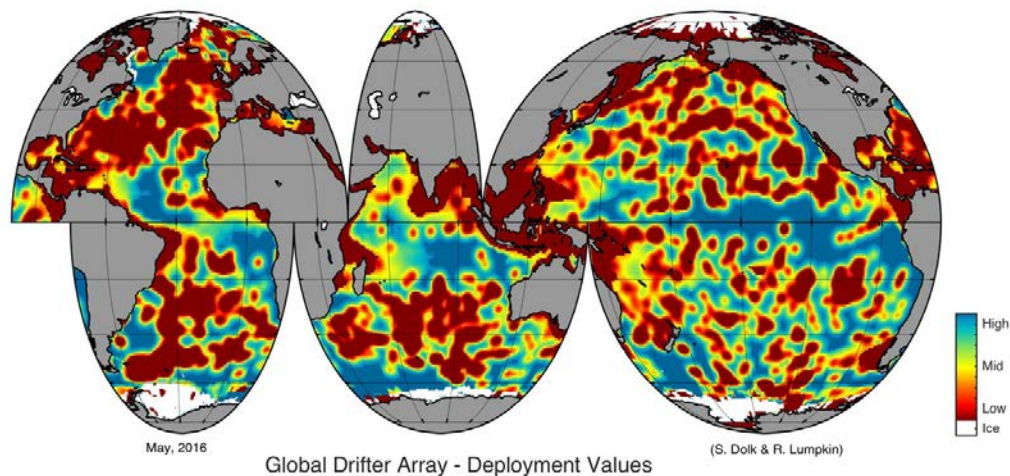 High
Mid
Low
Ice
May, 2016
(S. Dolk & R. Lumpkin)
Global Drifter Array - Deployment Values